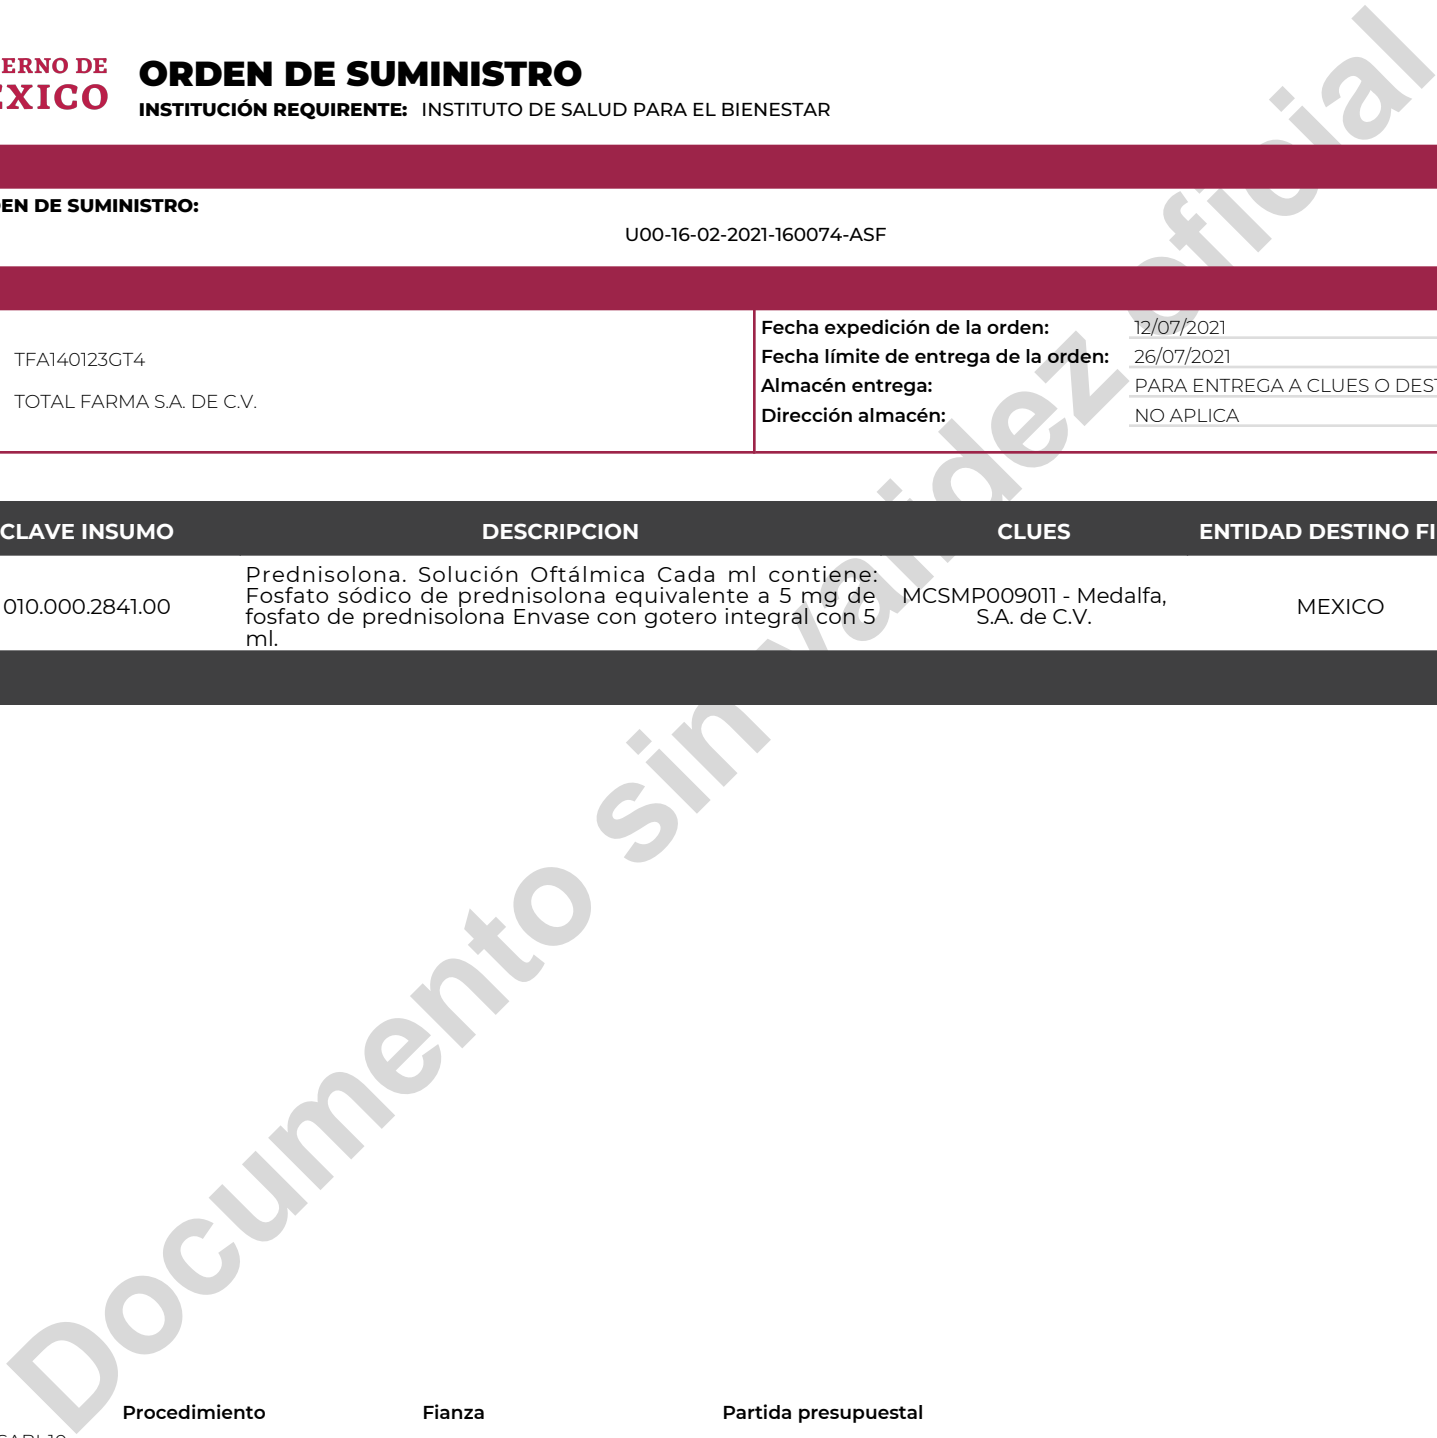 ERNO DE
EXICO
ORDEN DE SUMINISTRO
INSTITUCIÓN REQUIRENTE: INSTITUTO DE SALUD PARA EL BIENESTAR
EN DE SUMINISTRO:
U00-16-02-2021-160074-ASF
TFA140123GT4
TOTAL FARMA S.A. DE C.V.
Fecha expedición de la orden: 12/07/2021
Fecha límite de entrega de la orden: 26/07/2021
Almacén entrega: PARA ENTREGA A CLUES O DEST
Dirección almacén: NO APLICA
CLAVE INSUMO DESCRIPCION CLUES ENTIDAD DESTINO FI
010.000.2841.00
Prednisolona. Solución Oftálmica Cada ml contiene:
Fosfato sódico de prednisolona equivalente a 5 mg de
fosfato de prednisolona Envase con gotero integral con 5
ml.
MCSMP009011 - Medalfa,
S.A. de C.V.
MEXICO
Documento sin validez oficial
Procedimiento Fianza Partida presupuestal